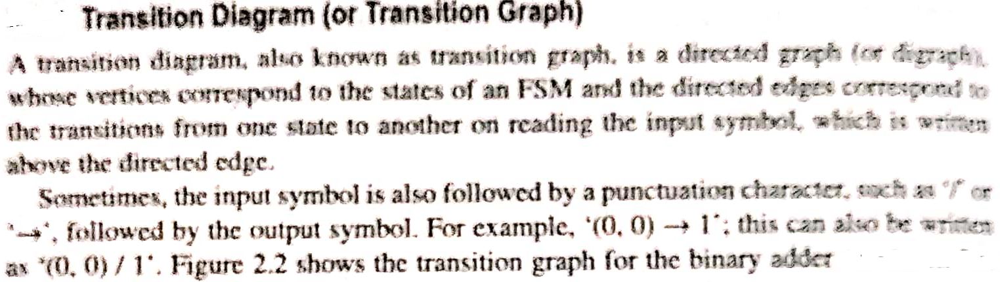 Transition Diagram (or Transition Graph)
A transition diagram, also known as transition graph, is a directed graph (or digraph),
whose vertices correspond to the states of an FSM and the directed edges correspond to
the transitions from one state to another on reading the input symbol, which is written
above the directed edge.
Sometimes, the input symbol is also followed by a punctuation character, such as '/' or
'→', followed by the output symbol. For example, '(0, 0) → 1'; this can also be written
as '(0, 0) / 1'. Figure 2.2 shows the transition graph for the binary adder